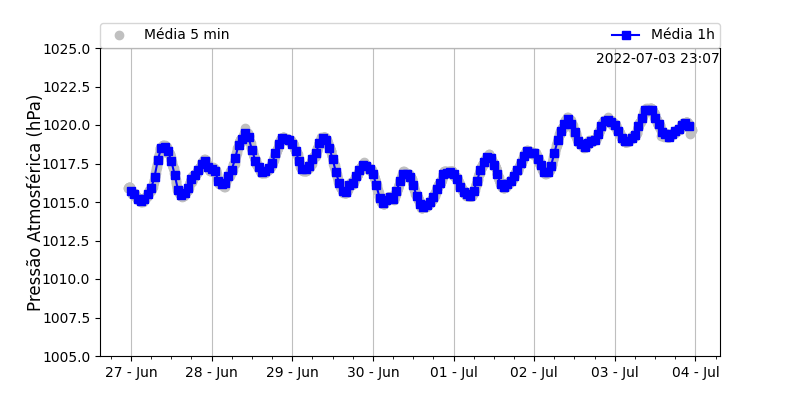 Média 5 min
Média 1h
2022-07-03 23:07
Pressão Atmosférica (hPa)
1025.0
1022.5
1020.0
1017.5
1015.0
1012.5
1010.0
1007.5
1005.0
27 - Jun
28 - Jun
29 - Jun
30 - Jun
01 - Jul
02 - Jul
03 - Jul
04 - Jul